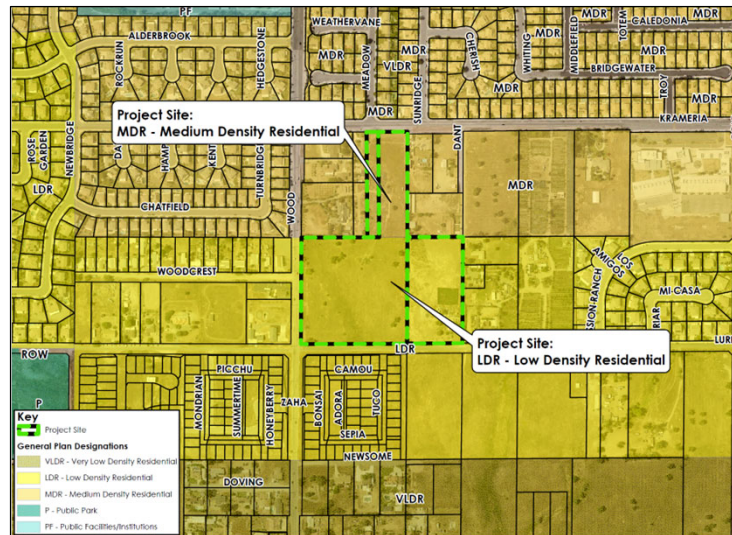 PF
WEATHERVANE
MDR
TOTEM
CALEDONIA
ALDERBROOK
ROCKRUN
HEDGESTONE
MEADOW
MDR
VLDR
CHERISH
WHITING
MIDDLEFIELD
MDR
BRIDGEWATER
MDR
SUNRIDGE
MDR
TROY
MDR
KRAMERIA
Project Site:
MDR - Medium Density Residential
MDR
ROSE
GARDEN
NEWBRIDGE
DA
HAMP
KENT
TURNBRIDGE
DANT
LDR
MDR
CHATFIELD
WOOD
WOODCREST
LOS
AMIGOS
SSION-RANCH
MI-CASA
RIAR
Project Site:
LDR - Low Density Residential
ROW
LDR
LURI
PICCHU
CAMOU
P
MONDRIAN
SUMMERTIME
HONEYBERRY
ZAHA
BONSAI
ADORA
TUCO
SEPIA
NEWSOME
DOVING
VLDR
Key
Project Site
General Plan Designations
VLDR - Very Low Density Residential
LDR - Low Density Residential
MDR - Medium Density Residential
P - Public Park
PF - Public Facilities/Institutions